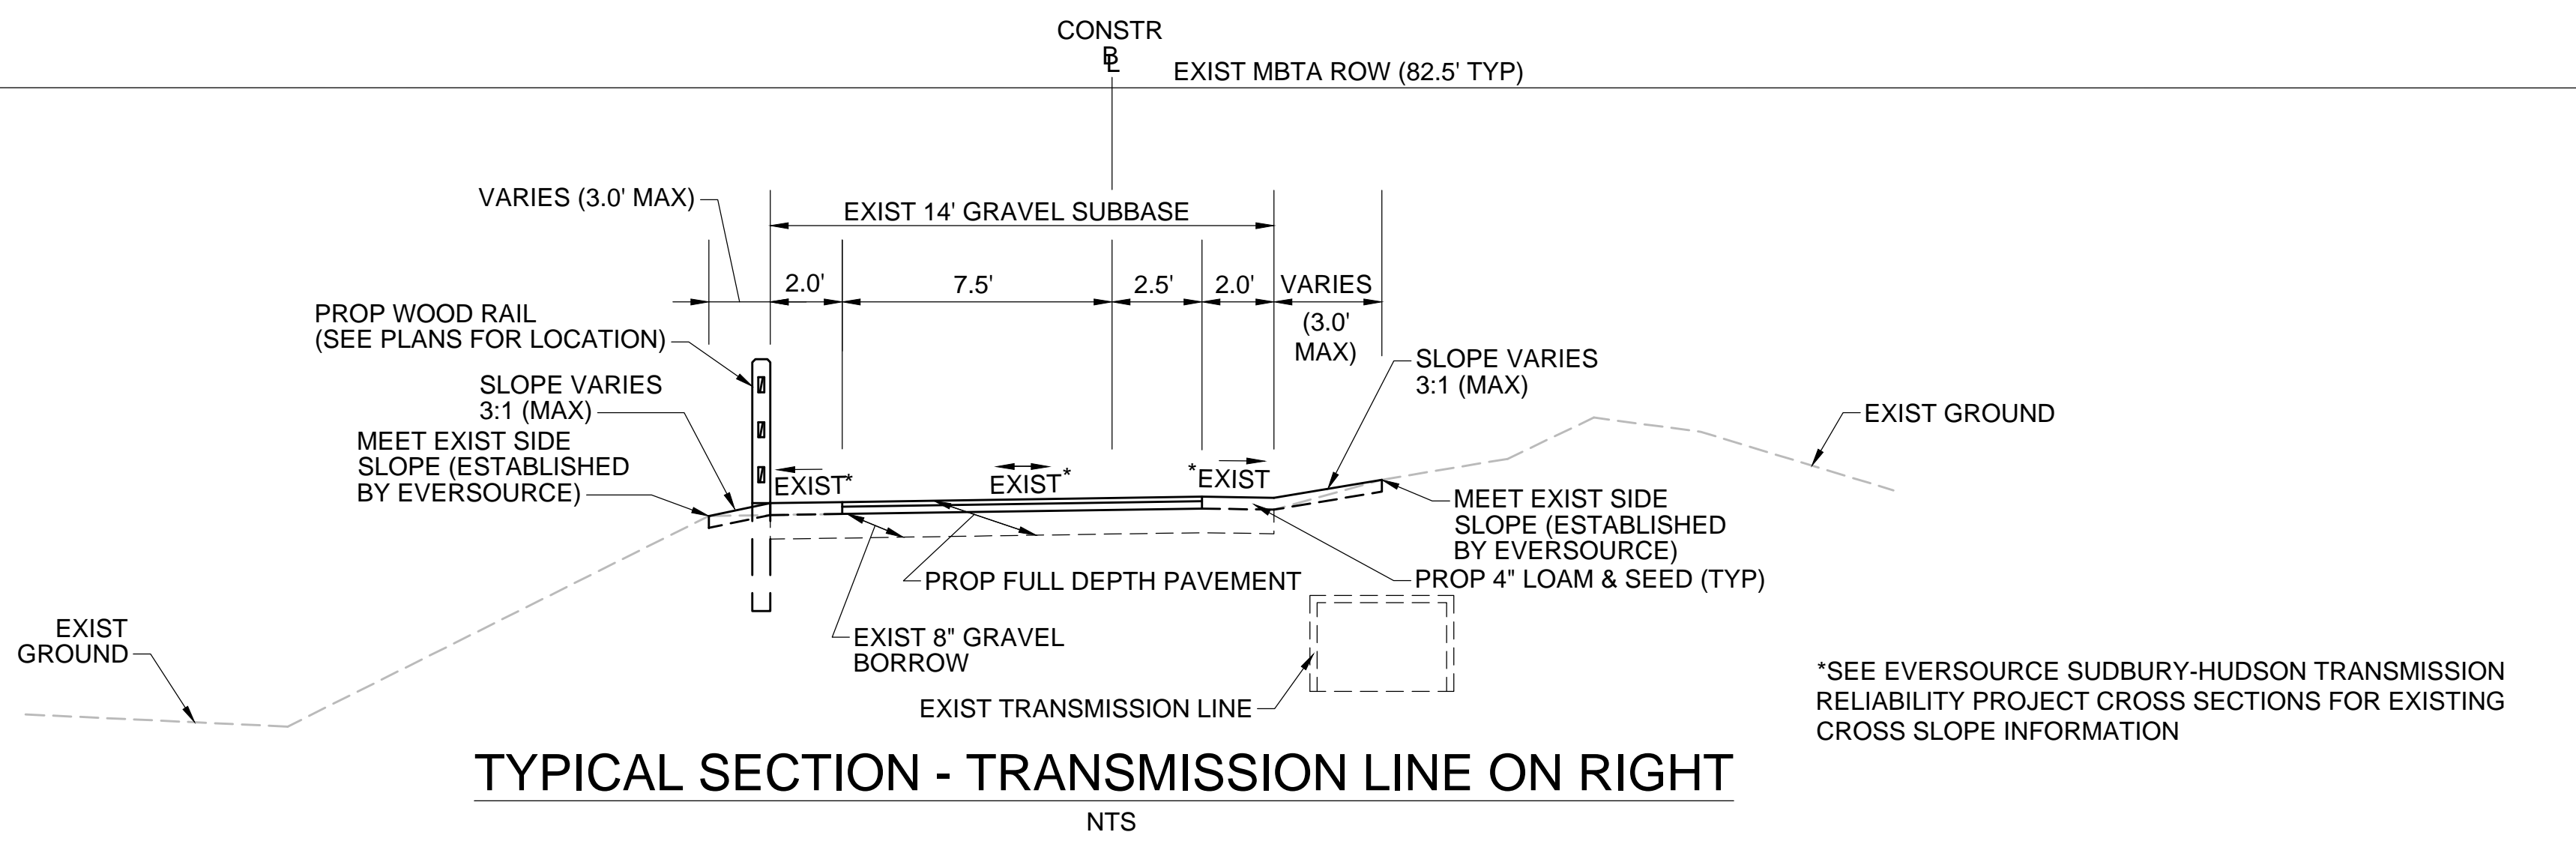 CONSTR
BL
EXIST MBTA ROW (82.5' TYP)
VARIES (3.0' MAX)
EXIST 14' GRAVEL SUBBASE
2.0'
7.5'
2.5'
2.0'
VARIES
(3.0'
MAX)
PROP WOOD RAIL
(SEE PLANS FOR LOCATION)
SLOPE VARIES
3:1 (MAX)
MEET EXIST SIDE
SLOPE (ESTABLISHED
BY EVERSOURCE)
EXIST*
EXIST*
*EXIST
SLOPE VARIES
3:1 (MAX)
EXIST GROUND
MEET EXIST SIDE
SLOPE (ESTABLISHED
BY EVERSOURCE)
PROP FULL DEPTH PAVEMENT
PROP 4" LOAM & SEED (TYP)
EXIST
GROUND
EXIST 8" GRAVEL
BORROW
EXIST TRANSMISSION LINE
*SEE EVERSOURCE SUDBURY-HUDSON TRANSMISSION
RELIABILITY PROJECT CROSS SECTIONS FOR EXISTING
CROSS SLOPE INFORMATION
TYPICAL SECTION - TRANSMISSION LINE ON RIGHT
NTS